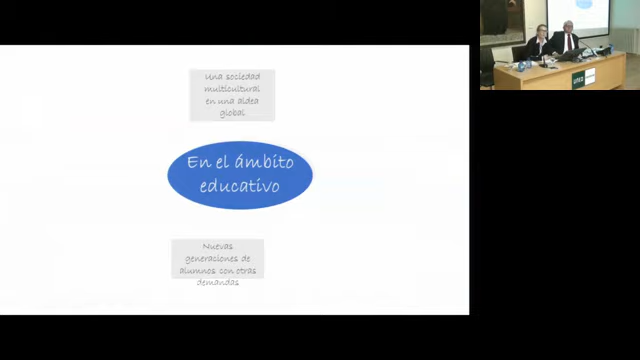 Una sociedad
multicultural
en una aldea
global
En el ámbito
educativo
Nuevas
generaciones de
alumnos con otras
demandas